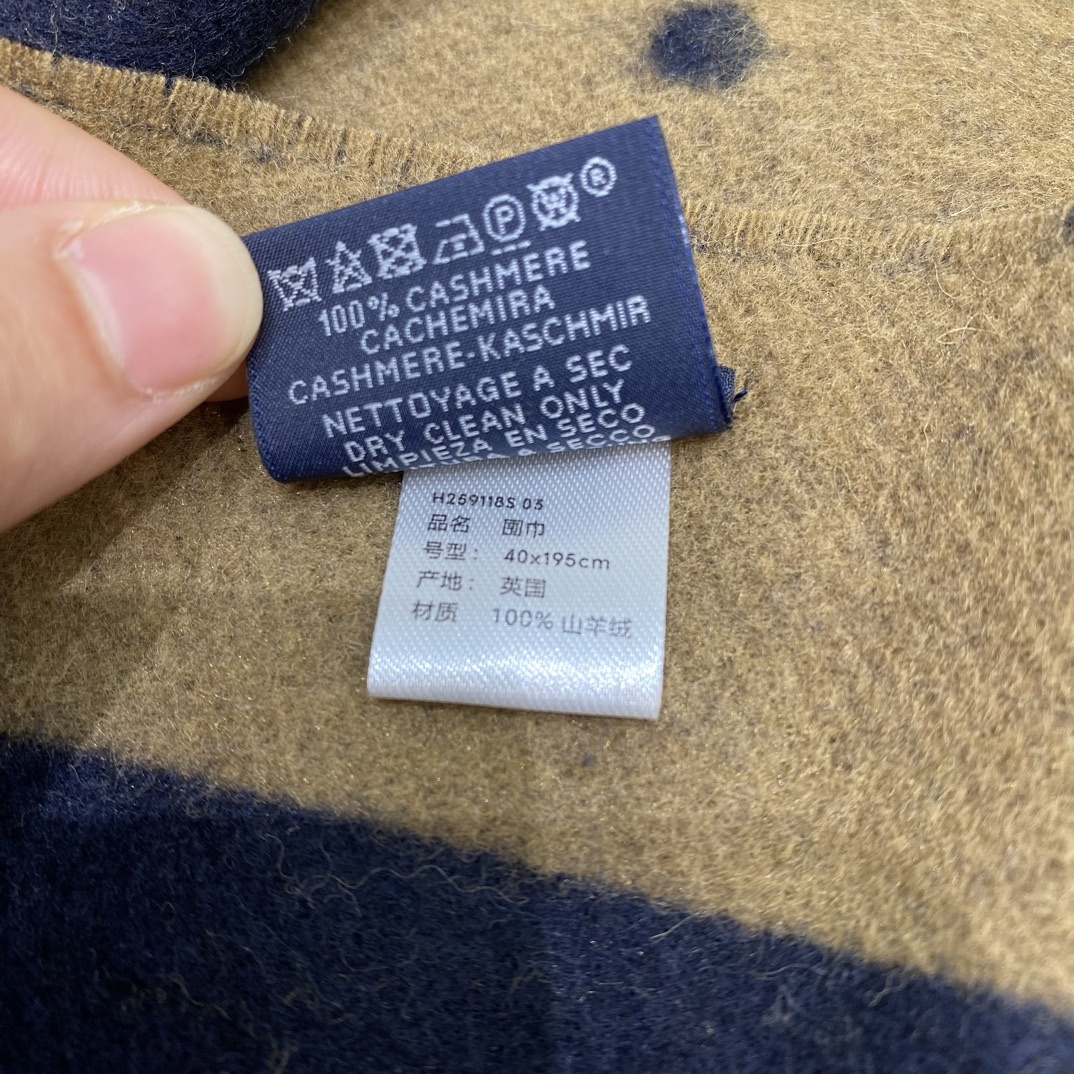 P W ®
100% CASHMERE
CACHEMIRA
CASHMERE-KASCHMIR
NETTOYAGE A SEC
DRY CLEAN ONLY
LIMPIEZA EN SECO
A SECCO
H259118S 03
品名 围巾
号型： 40x195cm
产地： 英国
材质 100% 山羊绒